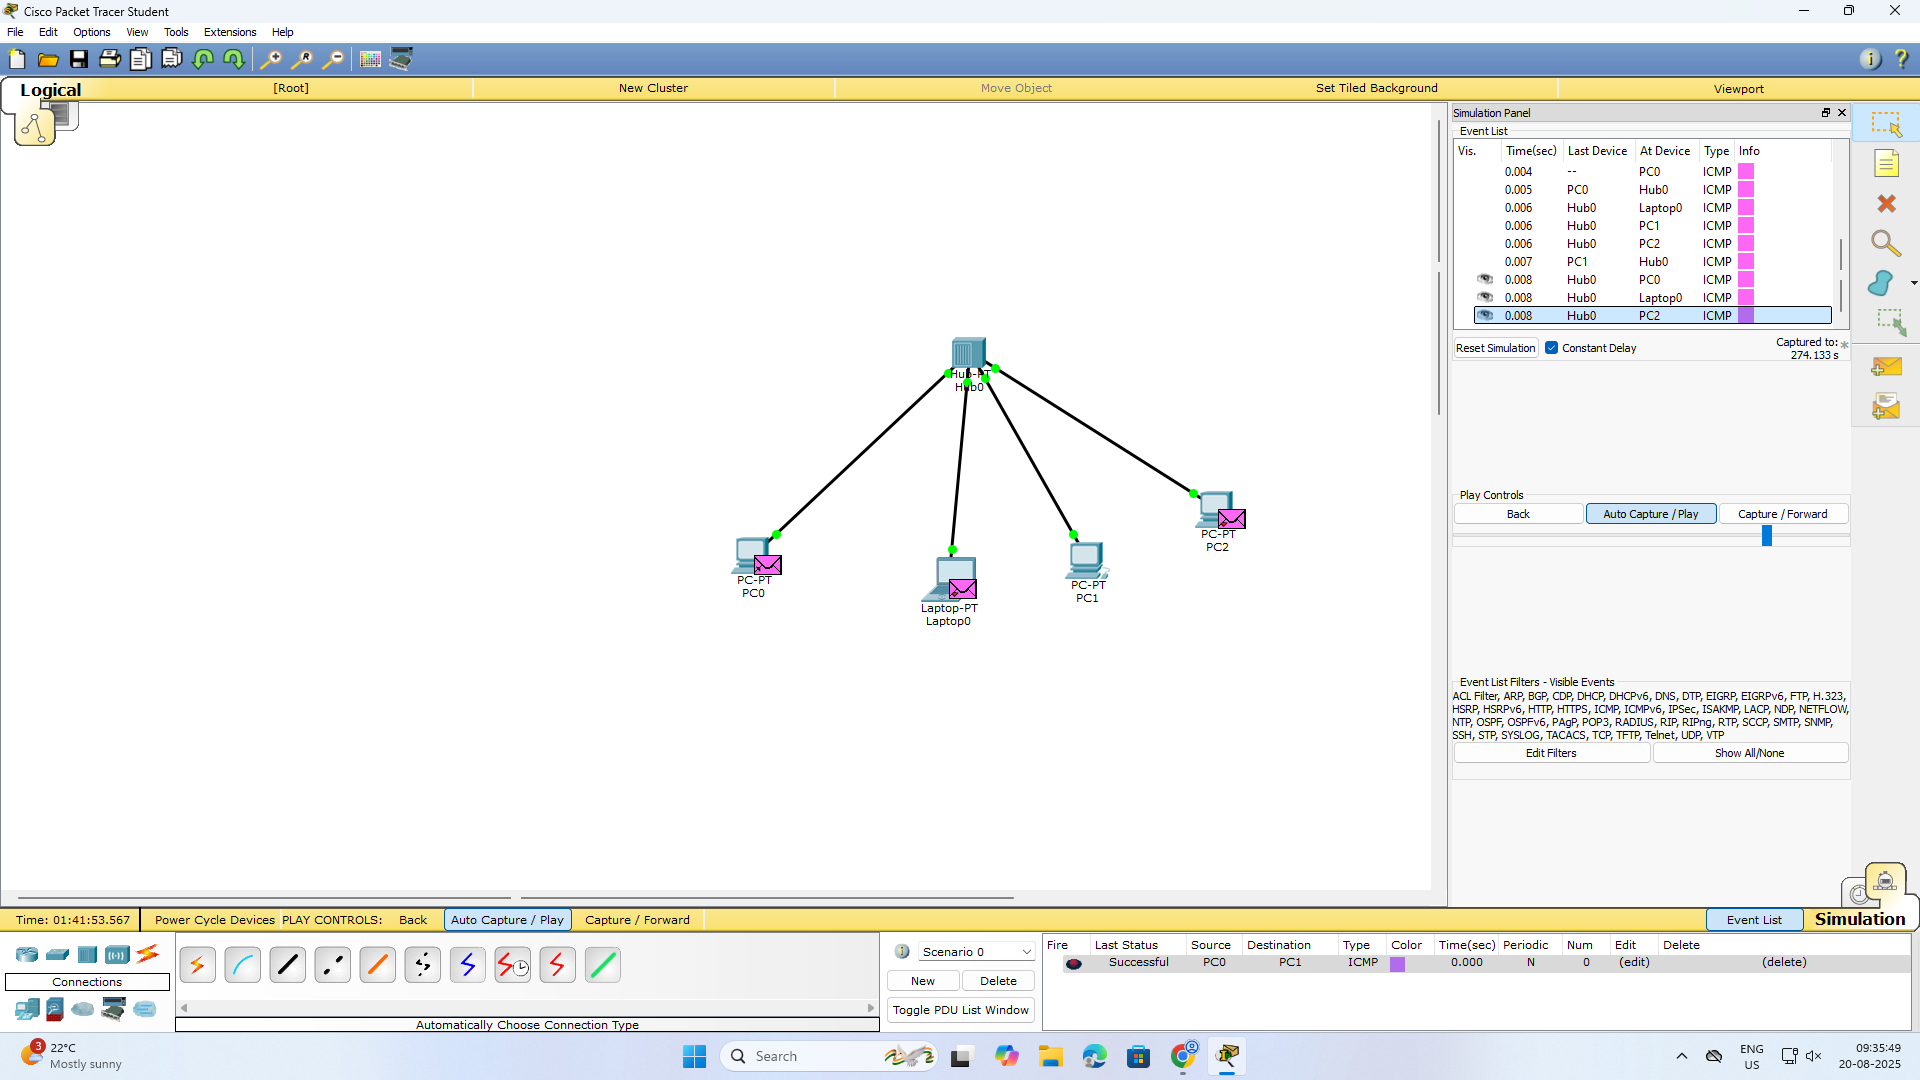 Cisco Packet Tracer Student
File Edit Options View Tools Extensions Help
Logical [Root] New Cluster Move Object Set Tiled Background Viewport
Simulation Panel
Event List
Vis. Time(sec) Last Device At Device Type Info
0.004 -- PC0 ICMP
0.005 PC0 Hub0 ICMP
0.006 Hub0 Laptop0 ICMP
0.006 Hub0 PC1 ICMP
0.006 Hub0 PC2 ICMP
0.007 PC1 Hub0 ICMP
0.008 Hub0 PC0 ICMP
0.008 Hub0 Laptop0 ICMP
0.008 Hub0 PC2 ICMP
Reset Simulation Constant Delay Captured to: *
274.133 s
Hub-PT
Hub0
PC-PT
PC0
Laptop-PT
Laptop0
PC-PT
PC1
PC-PT
PC2
Play Controls
Back Auto Capture / Play Capture / Forward
Event List Filters - Visible Events
ACL Filter, ARP, BGP, CDP, DHCP, DHCPv6, DNS, DTP, EIGRP, EIGRPv6, FTP, H.323,
HSRP, HSRPv6, HTTP, HTTPS, ICMP, ICMPv6, IPSec, ISAKMP, LACP, NDP, NETFLOW,
NTP, OSPF, OSPFv6, PAgP, POP3, RADIUS, RIP, RIPng, RTP, SCCP, SMTP, SNMP,
SSH, STP, SYSLOG, TACACS, TCP, TFTP, Telnet, UDP, VTP
Edit Filters Show All/None
Time: 01:41:53.567 Power Cycle Devices PLAY CONTROLS: Back Auto Capture / Play Capture / Forward Event List Simulation
Connections
Automatically Choose Connection Type
Scenario 0
New Delete
Toggle PDU List Window
Fire Last Status Source Destination Type Color Time(sec) Periodic Num Edit Delete
Successful PC0 PC1 ICMP 0.000 N 0 (edit) (delete)
3
22°C
Mostly sunny
Search
ENG
US
09:35:49
20-08-2025